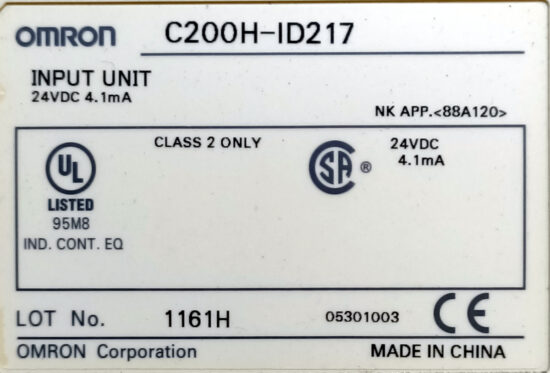 OMRON C200H-ID217
INPUT UNIT
24VDC 4.1mA
NK APP.<88A120>
CLASS 2 ONLY
24VDC
4.1mA
UL
LISTED
95M8
IND. CONT. EQ
SA ®
LOT No. 1161H 05301003 CE
OMRON Corporation MADE IN CHINA